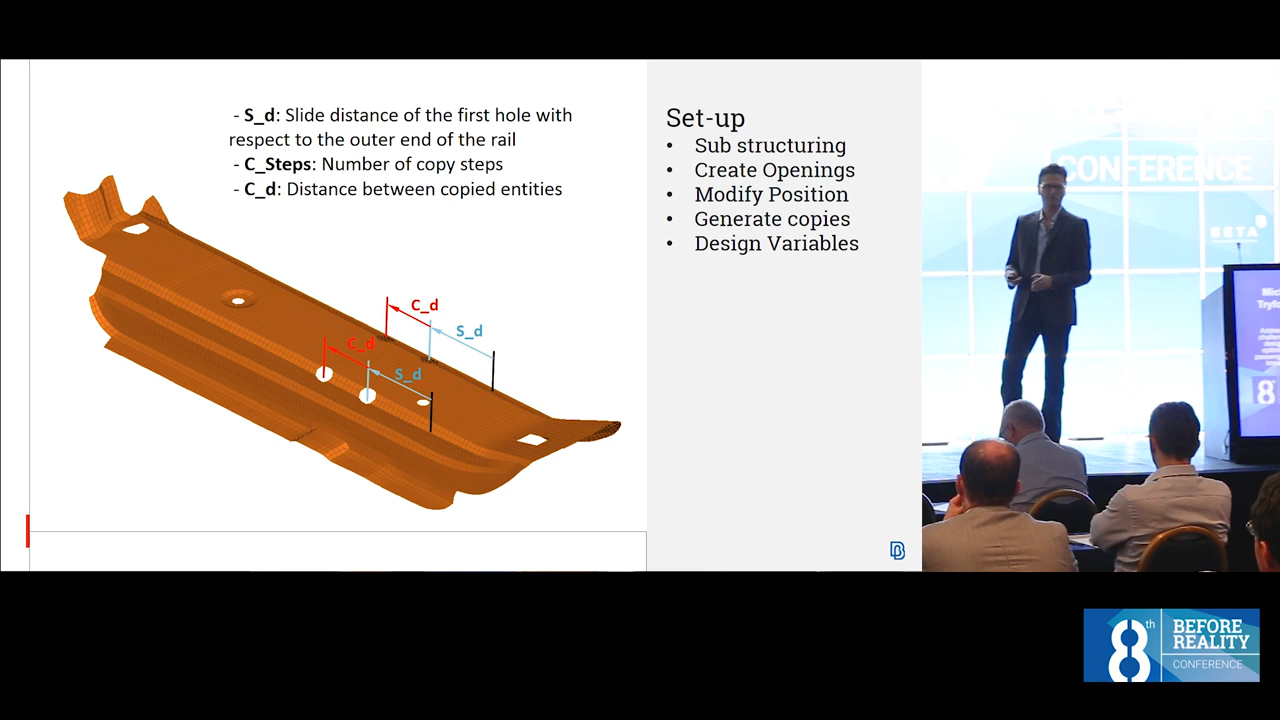 - S_d: Slide distance of the first hole with
respect to the outer end of the rail
- C_Steps: Number of copy steps
- C_d: Distance between copied entities
C_d
S_d
C_d
S_d
Set-up
• Sub structuring
• Create Openings
• Modify Position
• Generate copies
• Design Variables
CONFERENCE
BETA
8
8th
BEFORE
REALITY
CONFERENCE